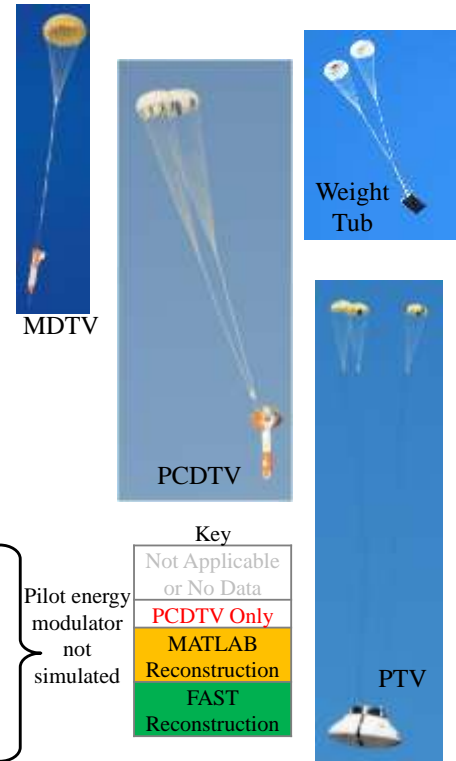 Weight
Tub
MDTV
PCDTV
Key
Not Applicable
or No Data
PCDTV Only
MATLAB
Reconstruction
FAST
Reconstruction
Pilot energy
modulator
not
simulated
PTV